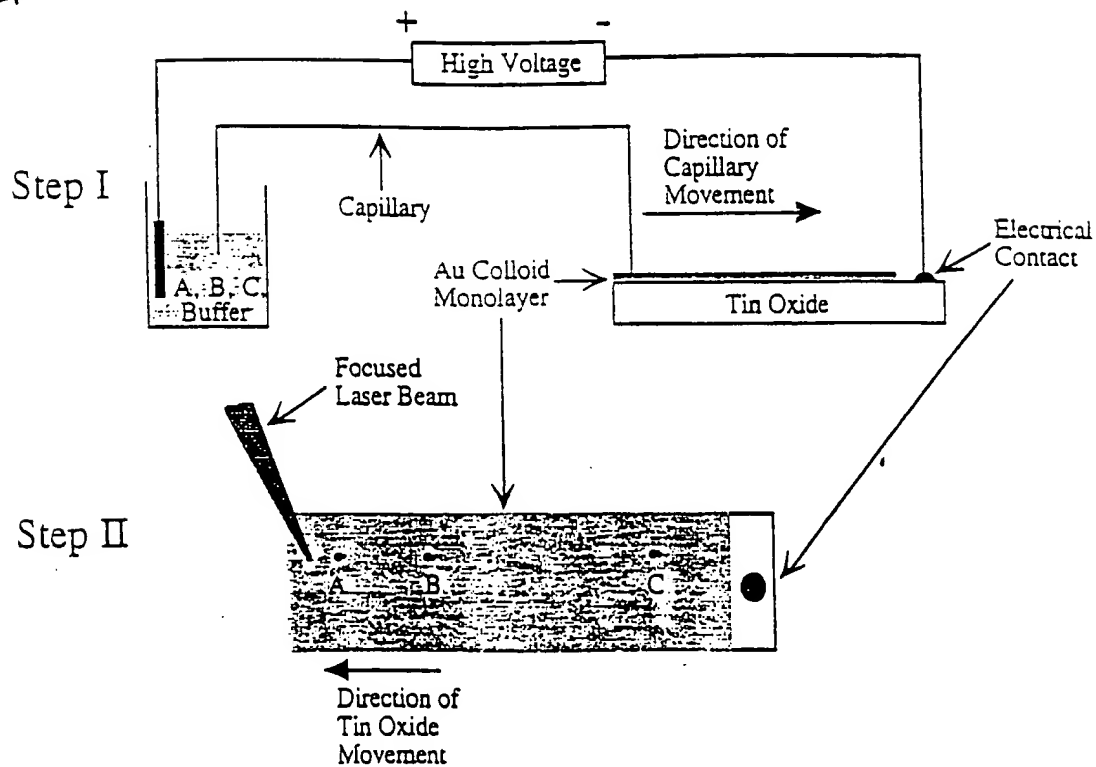 + -
High Voltage
Step I
Capillary
Direction of
Capillary
Movement
Electrical
Contact
Au Colloid
Monolayer
A, B, C,
Buffer
Tin Oxide
Focused
Laser Beam
Step II
A B C
Direction of
Tin Oxide
Movement